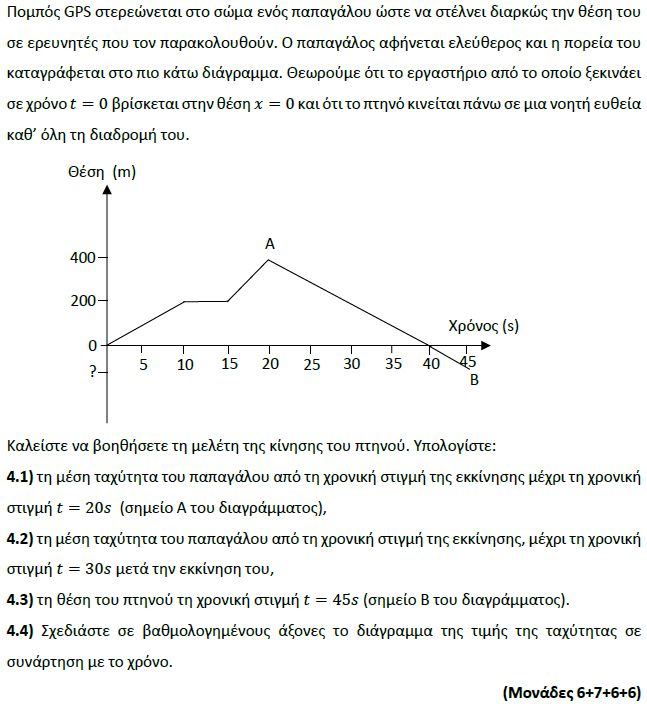 Πομπός GPS στερεώνεται στο σώμα ενός παπαγάλου ώστε να στέλνει διαρκώς την θέση του
σε ερευνητές που τον παρακολουθούν. Ο παπαγάλος αφήνεται ελεύθερος και η πορεία του
καταγράφεται στο πιο κάτω διάγραμμα. Θεωρούμε ότι το εργαστήριο από το οποίο ξεκινάει
σε χρόνο t = 0 βρίσκεται στην θέση x = 0 και ότι το πτηνό κινείται πάνω σε μια νοητή ευθεία
καθ’ όλη τη διαδρομή του.
Θέση (m)
A
400
200
Χρόνος (s)
0
5 10 15 20 25 30 35 40 45
?
B
Καλείστε να βοηθήσετε τη μελέτη της κίνησης του πτηνού. Υπολογίστε:
4.1) τη μέση ταχύτητα του παπαγάλου από τη χρονική στιγμή της εκκίνησης μέχρι τη χρονική
στιγμή t = 20s (σημείο Α του διαγράμματος),
4.2) τη μέση ταχύτητα του παπαγάλου από τη χρονική στιγμή της εκκίνησης, μέχρι τη χρονική
στιγμή t = 30s μετά την εκκίνηση του,
4.3) τη θέση του πτηνού τη χρονική στιγμή t = 45s (σημείο Β του διαγράμματος).
4.4) Σχεδιάστε σε βαθμολογημένους άξονες το διάγραμμα της τιμής της ταχύτητας σε
συνάρτηση με το χρόνο.
(Μονάδες 6+7+6+6)